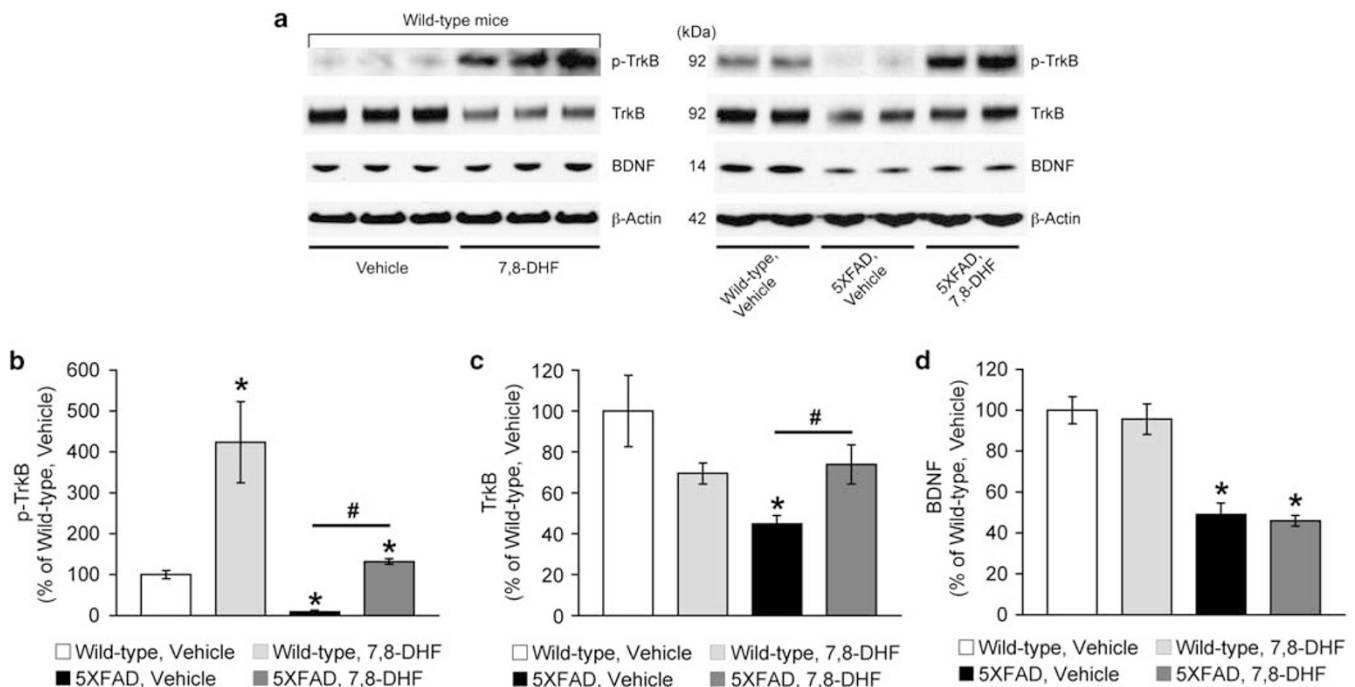 a
Wild-type mice
(kDa)
p-TrkB 92 p-TrkB
TrkB 92 TrkB
BDNF 14 BDNF
β-Actin 42 β-Actin
Vehicle 7,8-DHF
Wild-type,
Vehicle
5XFAD,
Vehicle
5XFAD,
7,8-DHF
b
p-TrkB
(% of Wild-type, Vehicle)
600
500
400
300
200
100
0
*
*
#
*
Wild-type, Vehicle Wild-type, 7,8-DHF
5XFAD, Vehicle 5XFAD, 7,8-DHF
c
TrkB
(% of Wild-type, Vehicle)
120
100
80
60
40
20
0
*
#
Wild-type, Vehicle Wild-type, 7,8-DHF
5XFAD, Vehicle 5XFAD, 7,8-DHF
d
BDNF
(% of Wild-type, Vehicle)
120
100
80
60
40
20
0
*
*
Wild-type, Vehicle Wild-type, 7,8-DHF
5XFAD, Vehicle 5XFAD, 7,8-DHF